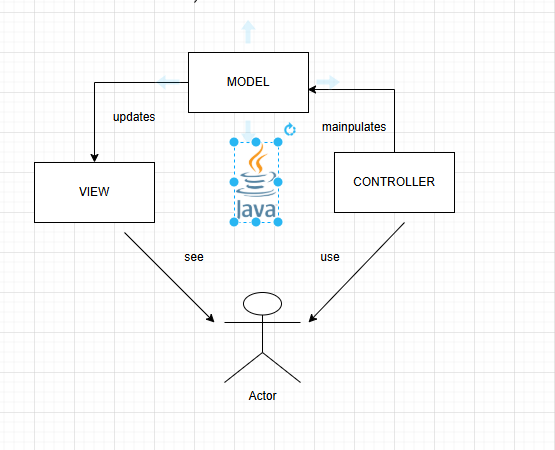 MODEL
updates
mainpulates
VIEW
Java
CONTROLLER
see
use
Actor